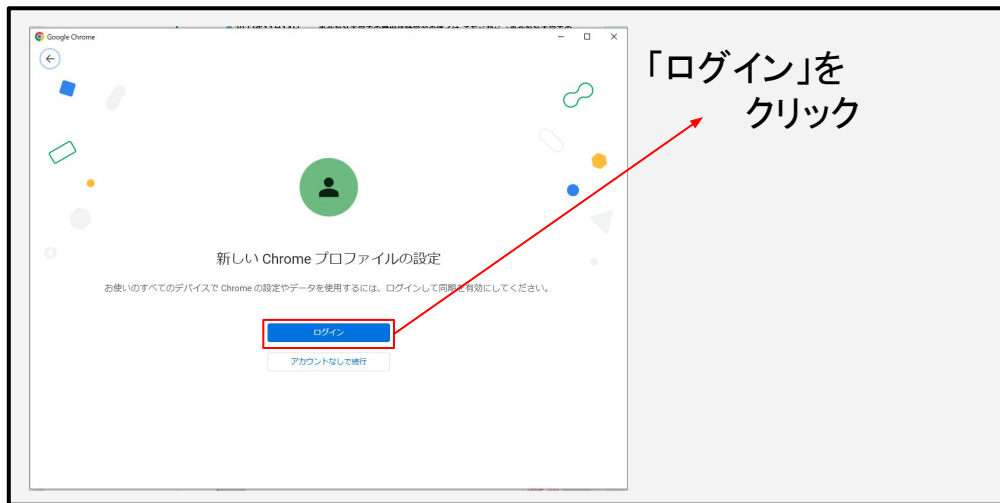 Google Chrome
「ログイン」を
クリック
新しい Chrome プロファイルの設定
お使いのすべてのデバイスで Chrome の設定やデータを使用するには、ログインして同期を有効にしてください。
ログイン
アカウントなしで続行